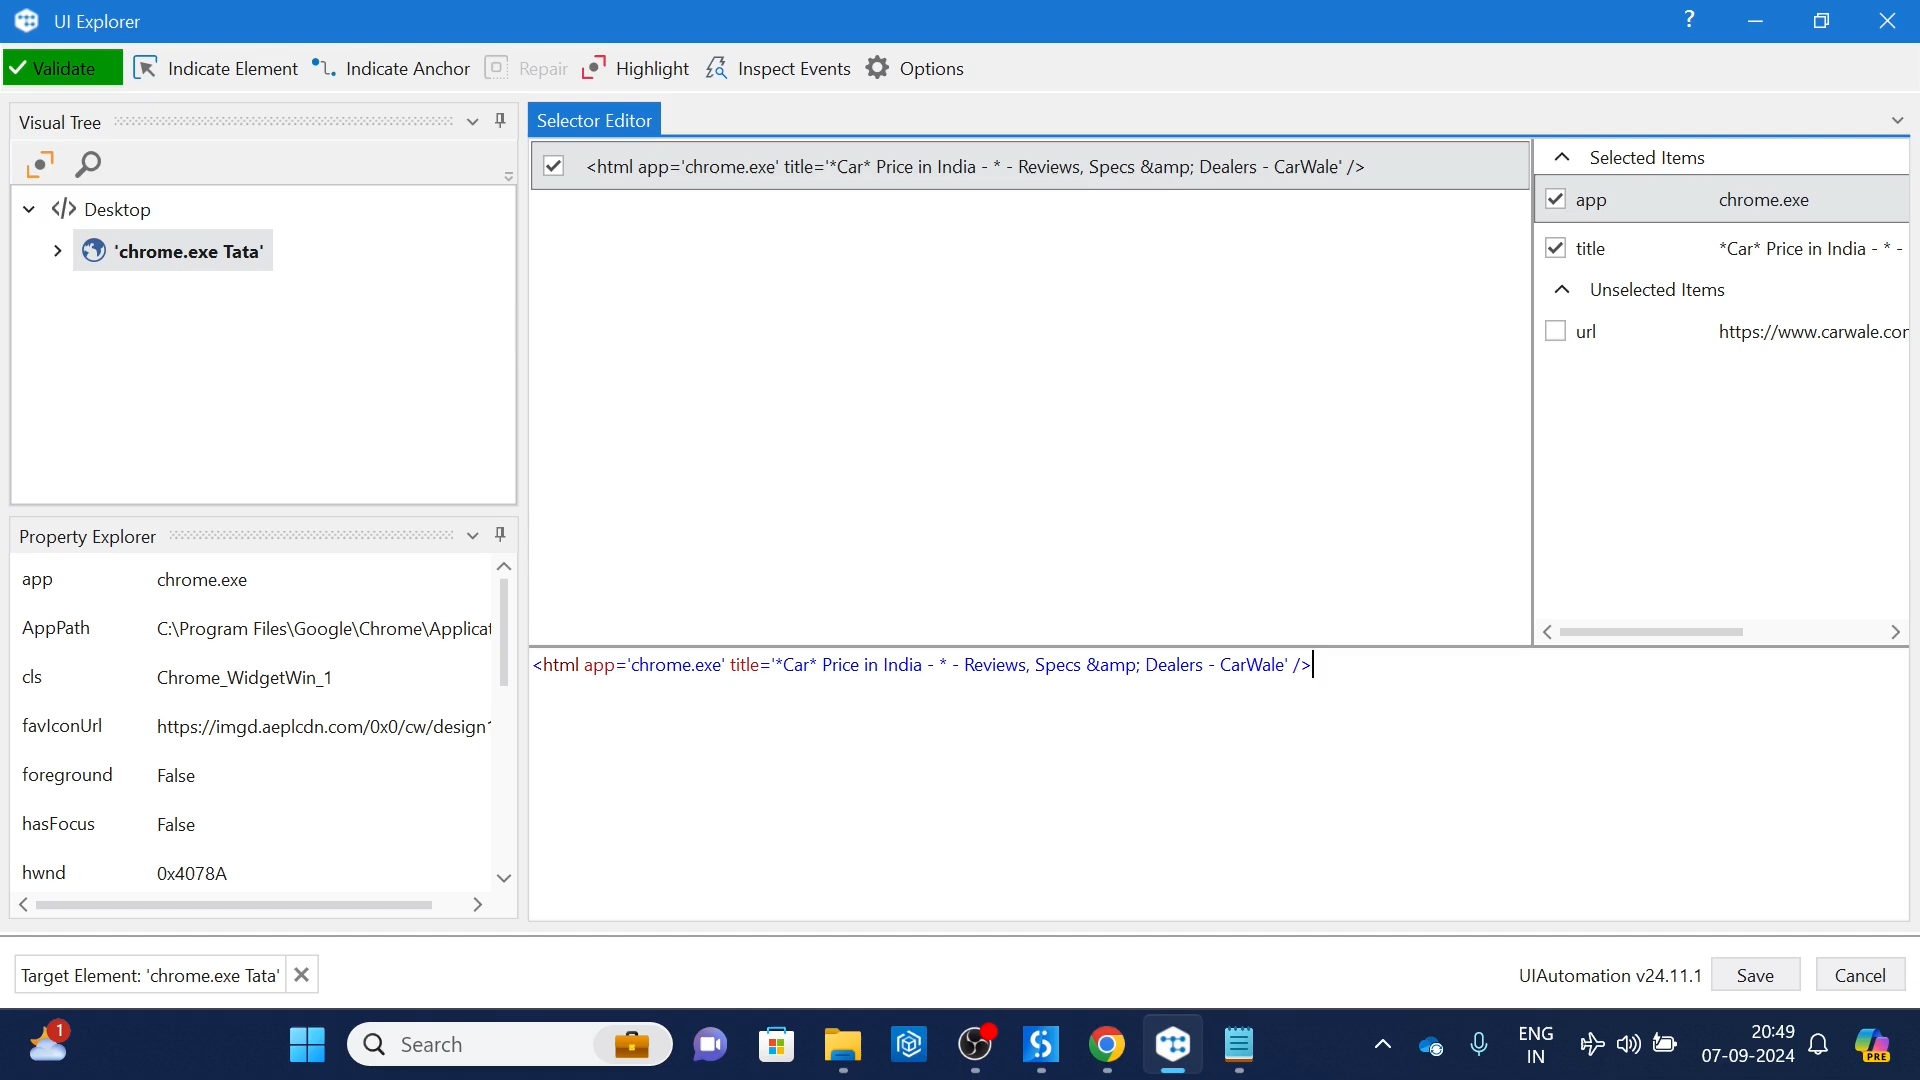 UI Explorer
?
Validate
Indicate Element
Indicate Anchor
Repair
Highlight
Inspect Events
Options
Visual Tree
Desktop
'chrome.exe Tata'
Selector Editor
<html app='chrome.exe' title='*Car* Price in India - * - Reviews, Specs &amp; Dealers - CarWale' />
Selected Items
app chrome.exe
title *Car* Price in India - * -
Unselected Items
url https://www.carwale.cor
Property Explorer
app chrome.exe
AppPath C:\Program Files\Google\Chrome\Applicat
cls Chrome_WidgetWin_1
favIconUrl https://imgd.aeplcdn.com/0x0/cw/design1
foreground False
hasFocus False
hwnd 0x4078A
<html app='chrome.exe' title='*Car* Price in India - * - Reviews, Specs &amp; Dealers - CarWale' />
Target Element: 'chrome.exe Tata'
UIAutomation v24.11.1
Save
Cancel
1
Search
ENG
IN
20:49
07-09-2024
PRE